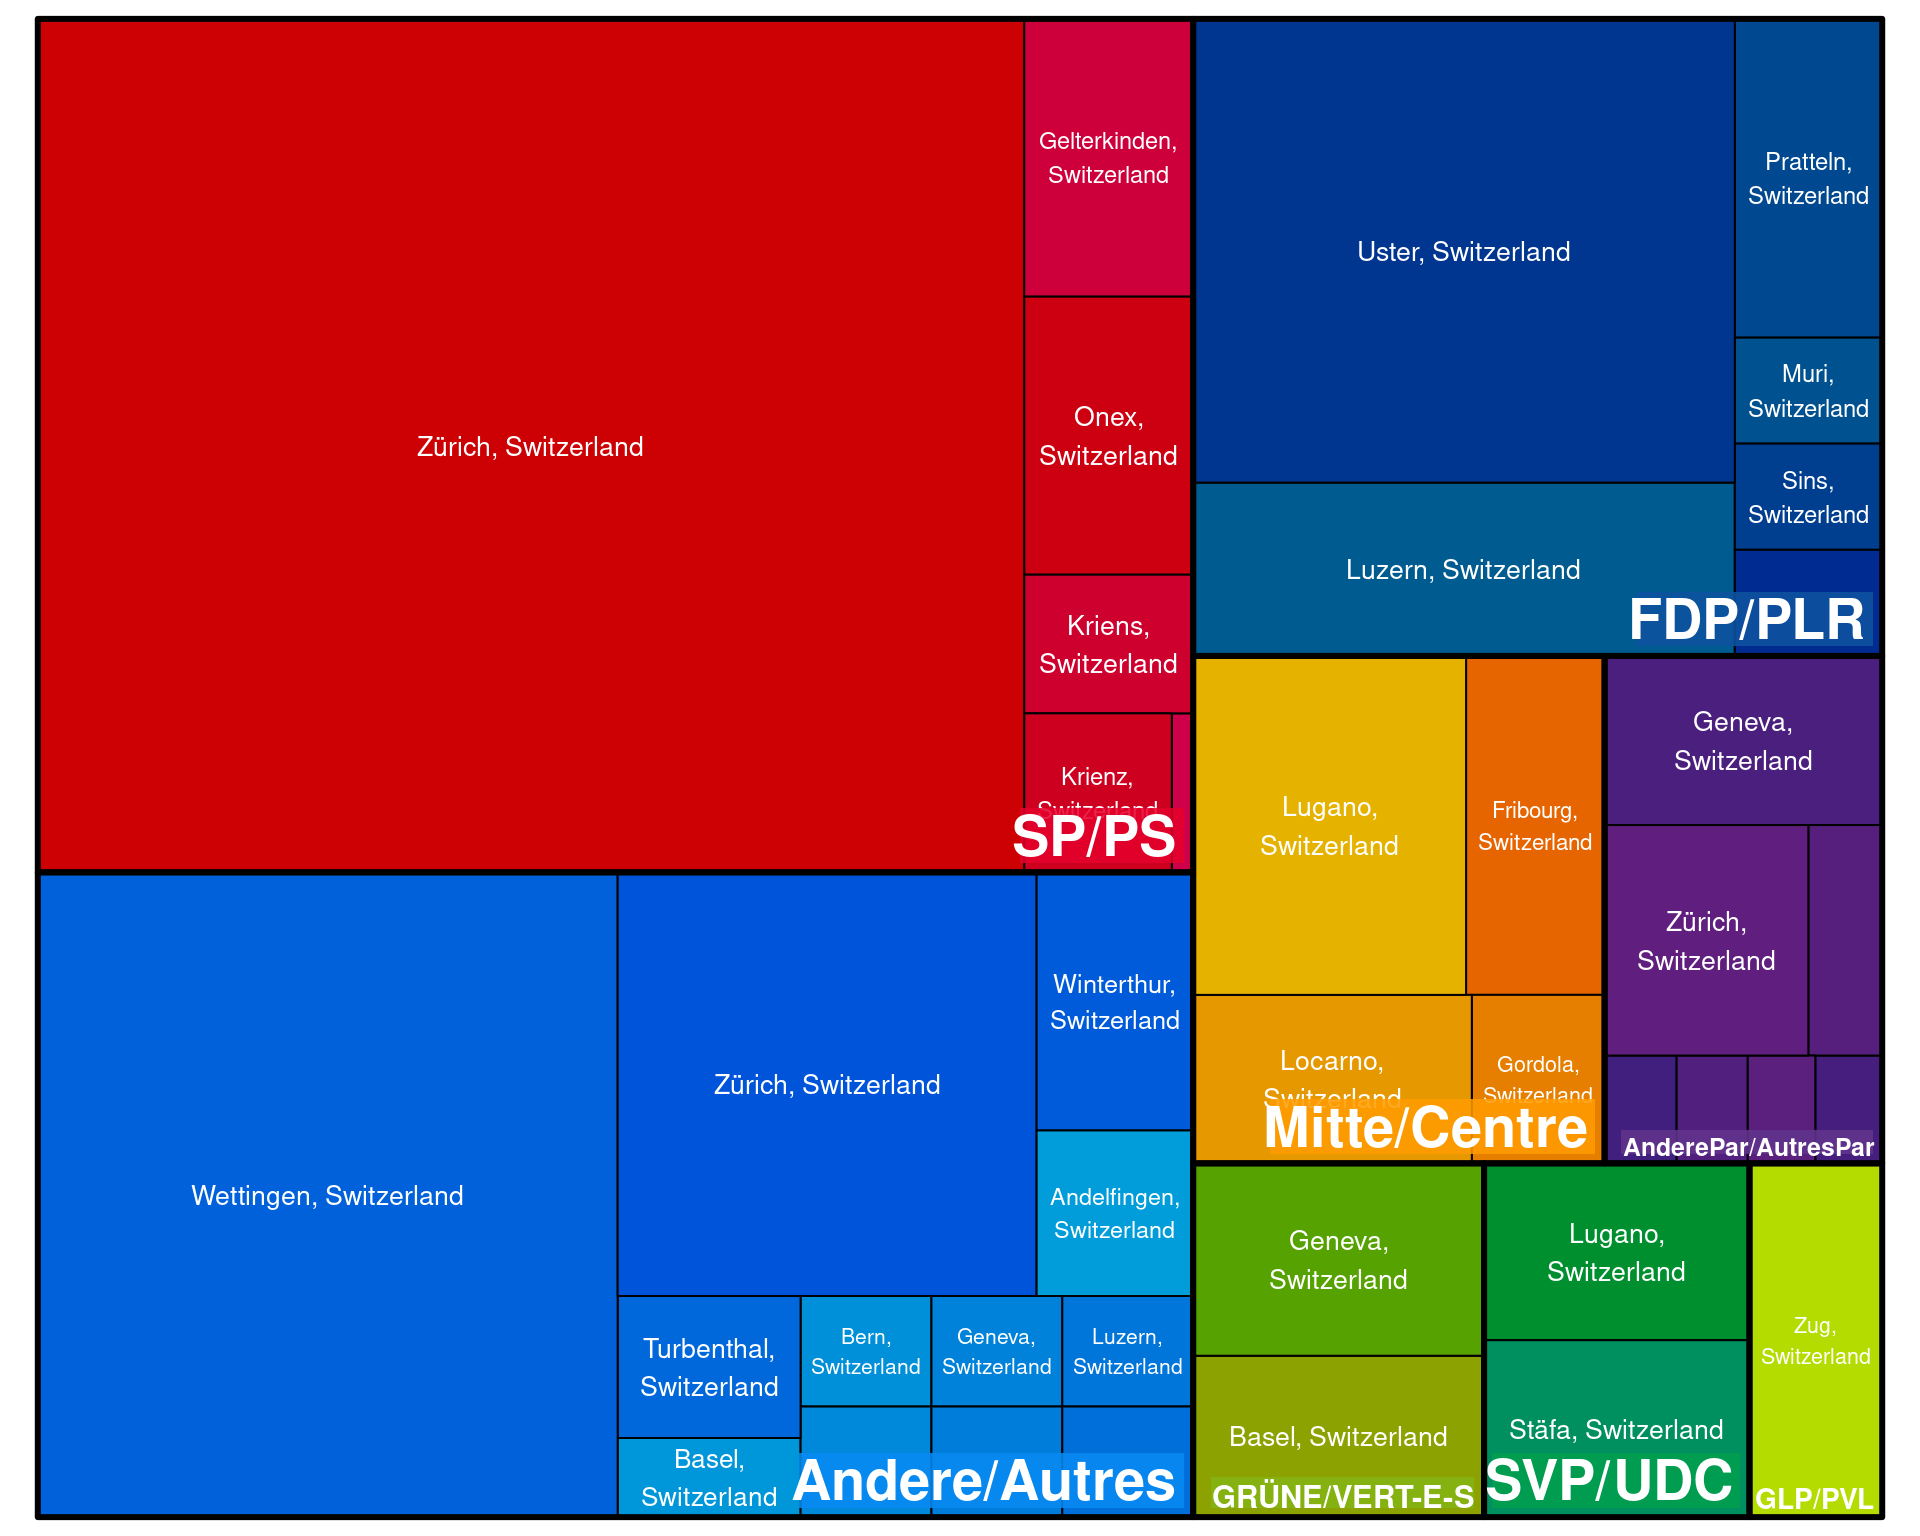 Zürich, Switzerland
Gelterkinden,
Switzerland
Onex,
Switzerland
Kriens,
Switzerland
Krienz,
Switzerland
SP/PS
Uster, Switzerland
Pratteln,
Switzerland
Muri,
Switzerland
Sins,
Switzerland
Luzern, Switzerland
FDP/PLR
Wettingen, Switzerland
Zürich, Switzerland
Winterthur,
Switzerland
Andelfingen,
Switzerland
Turbenthal,
Switzerland
Bern,
Switzerland
Geneva,
Switzerland
Luzern,
Switzerland
Basel,
Switzerland
Andere/Autres
Lugano,
Switzerland
Fribourg,
Switzerland
Locarno,
Switzerland
Gordola,
Switzerland
Mitte/Centre
Geneva,
Switzerland
Zürich,
Switzerland
AnderePar/AutresPar
Geneva,
Switzerland
Basel, Switzerland
GRÜNE/VERT-E-S
Lugano,
Switzerland
Stäfa, Switzerland
SVP/UDC
Zug,
Switzerland
GLP/PVL